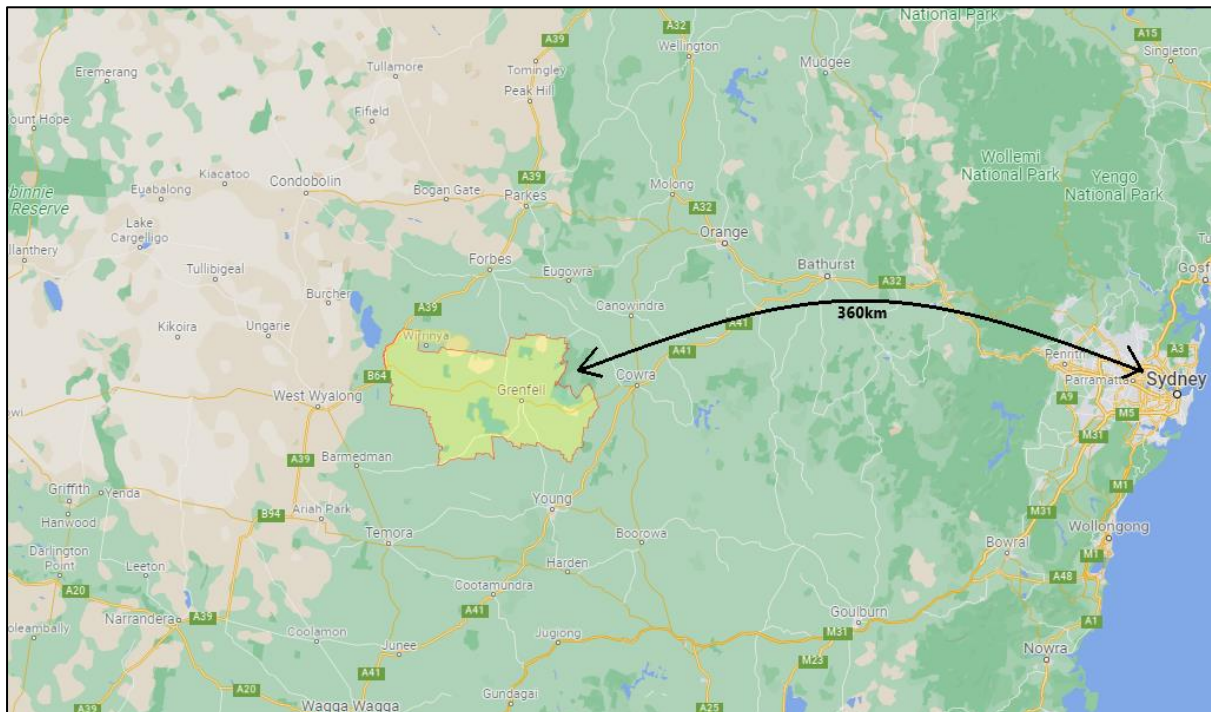 National Park
A15
A39
A32
Wellington
Singleton
Eremerang
Tullamore
Tomingley
Mudgee
Peak Hill
ount Hope
Fifield
Wollemi
National Park
Yengo
National Park
Kiacatoo
Condobolin
A39
binnie
Reserve
Euabalong
Bogan Gate
Parkes
Molong
A32
Lake
Cargelligo
Orange
allanthery
Tullibigeal
Forbes
Eugowra
Bathurst
A32
Gosf
Burcher
A39
Canowindra
360km
Kikoira
Ungarie
Wirrinya
A41
A3
Penrith
A41
B64
Grenfell
Cowra
Parramatta
Sydney
West Wyalong
A9
M5
M31
Barmedman
A39
M1
Griffith
Yenda
Young
Hanwood
B94
Ariah Park
M31
Wollongong
Temora
Boorowa
Bowral
M1
Darlington
Point
Leeton
Harden
A48
A20
Cootamundra
Goulburn
Narrandera
A39
A41
A1
oleambally
Coolamon
Jugiong
M31
Junee
Nowra
A41
M23
A20
Gundagai
A39
Wagga Wagga
A25